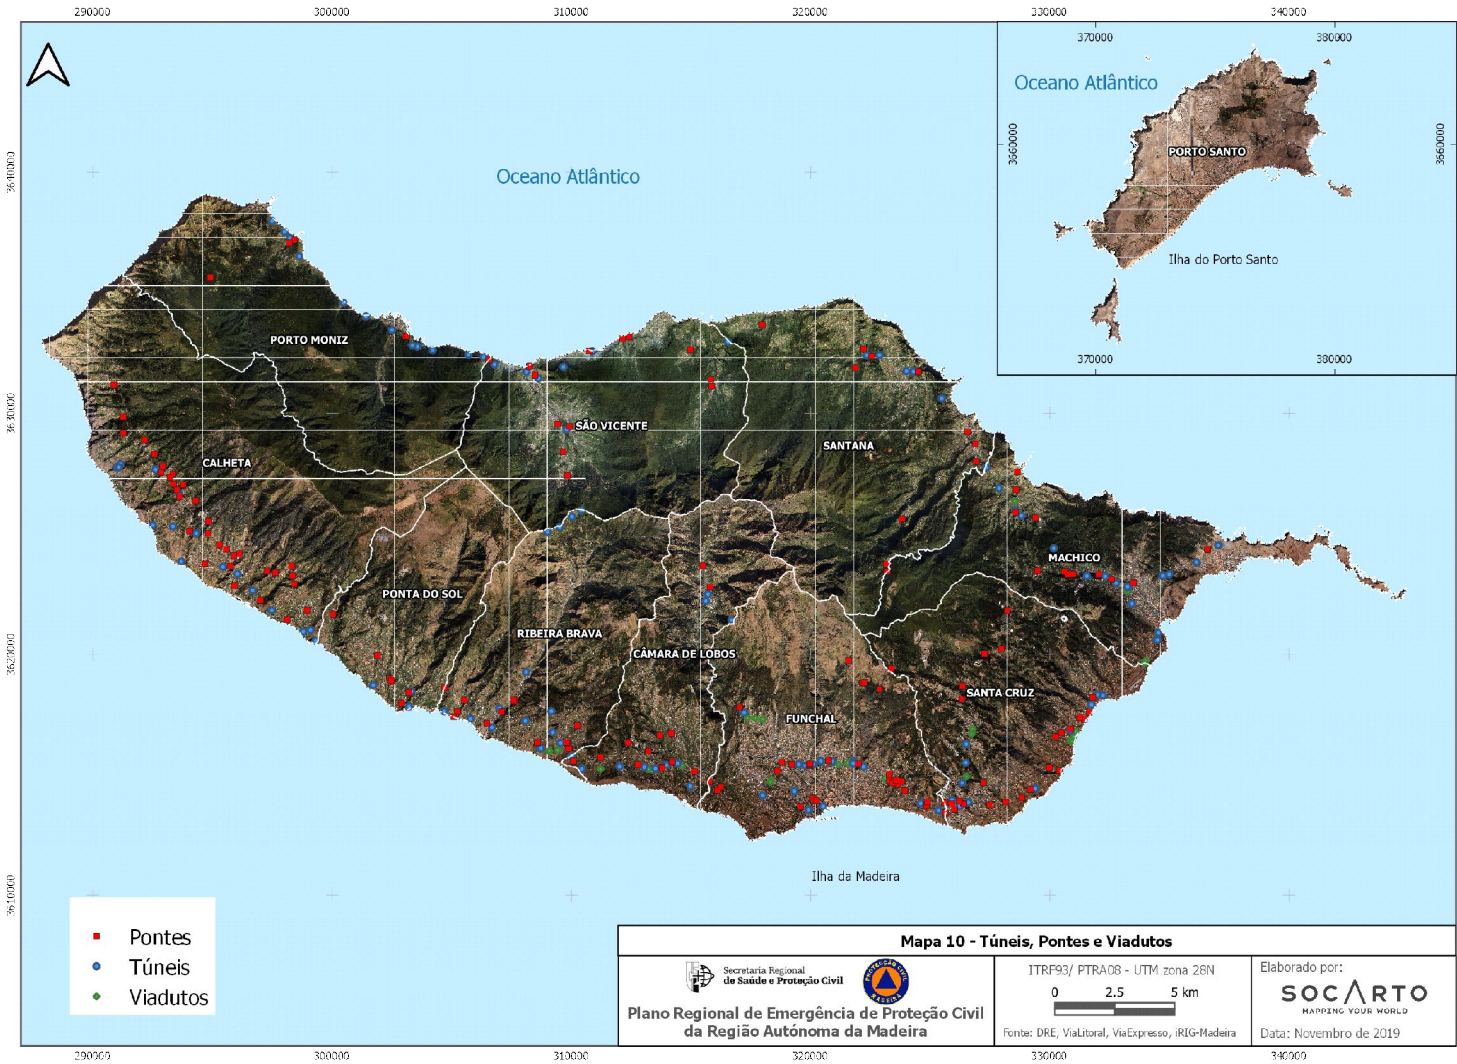 290000
300000
310000
320000
330000
340000
370000
380000
Oceano Atlântico
3660000
3660000
PORTO SANTO
Ilha do Porto Santo
370000
380000
3640000
Oceano Atlântico
PORTO MONIZ
3630000
SÃO VICENTE
SANTANA
CALHETA
MACHICO
PONTA DO SOL
RIBEIRA BRAVA
CÂMARA DE LOBOS
3620000
SANTA CRUZ
FUNCHAL
Ilha da Madeira
3610000
Pontes
Túneis
Viadutos
Mapa 10 - Túneis, Pontes e Viadutos
Secretaria Regional
de Saúde e Proteção Civil
PROTECÇÃO CIVIL
MADEIRA
Plano Regional de Emergência de Proteção Civil
da Região Autónoma da Madeira
ITRF93/ PTRA08 - UTM zona 28N
0 2.5 5 km
Fonte: DRE, ViaLitoral, ViaExpresso, iRIG-Madeira
Elaborado por:
SOCARTO
MAPPING YOUR WORLD
Data: Novembro de 2019
290000
300000
310000
320000
330000
340000